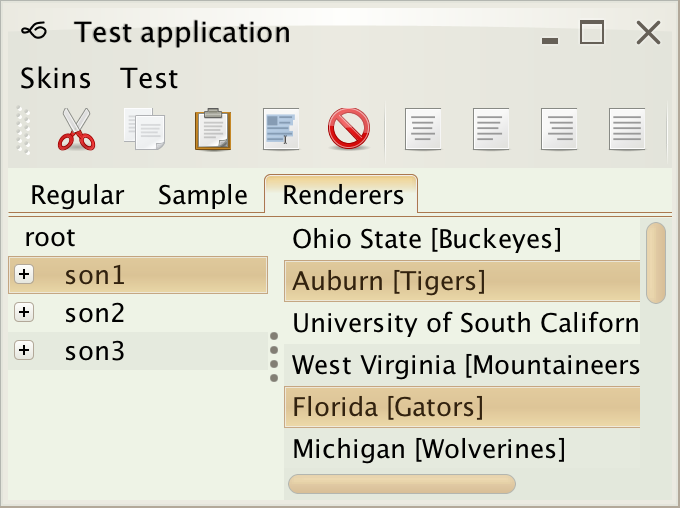 Test application
Skins Test
Regular Sample Renderers
root
son1
son2
son3
Ohio State [Buckeyes]
Auburn [Tigers]
University of South Californ
West Virginia [Mountaineers
Florida [Gators]
Michigan [Wolverines]